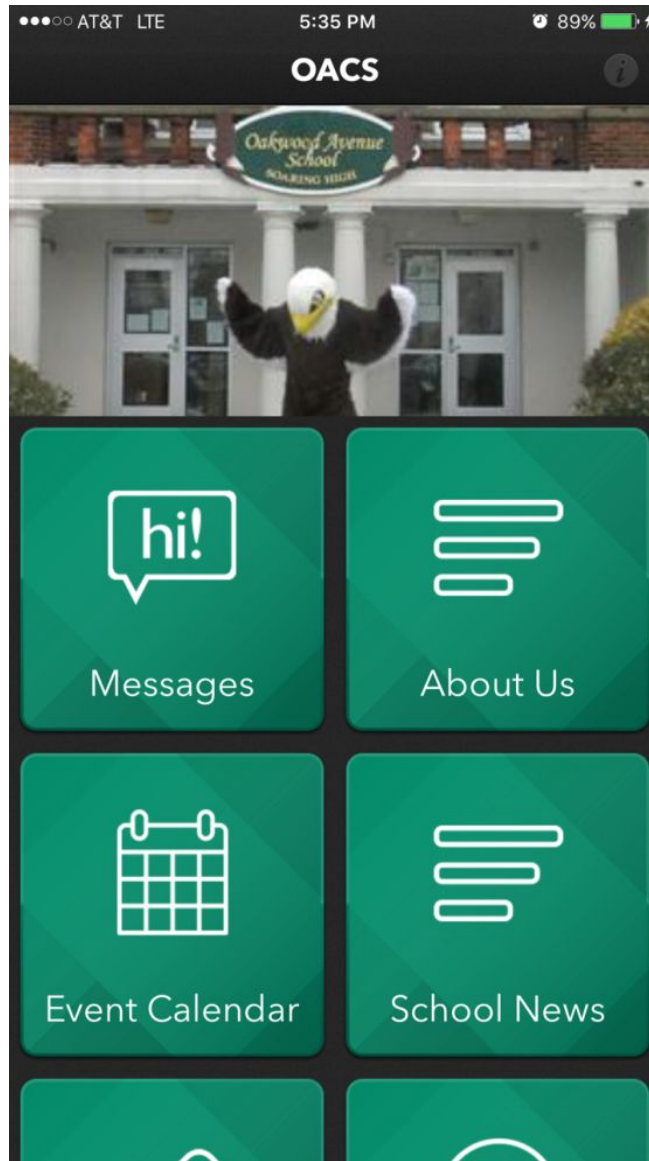 AT&T LTE 5:35 PM 89%
OACS
Oakwood Avenue
School
SOARING HIGH
hi!
Messages
About Us
Event Calendar
School News